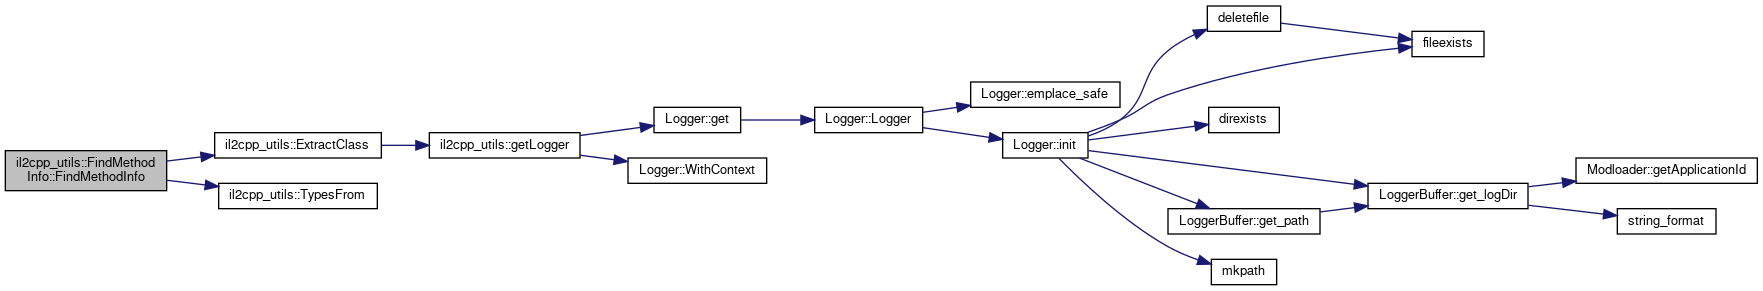 il2cpp_utils::FindMethod
Info::FindMethodInfo
il2cpp_utils::ExtractClass
il2cpp_utils::TypesFrom
il2cpp_utils::getLogger
Logger::get
Logger::WithContext
Logger::Logger
Logger::emplace_safe
Logger::init
deletefile
fileexists
direxists
LoggerBuffer::get_logDir
LoggerBuffer::get_path
mkpath
Modloader::getApplicationId
string_format